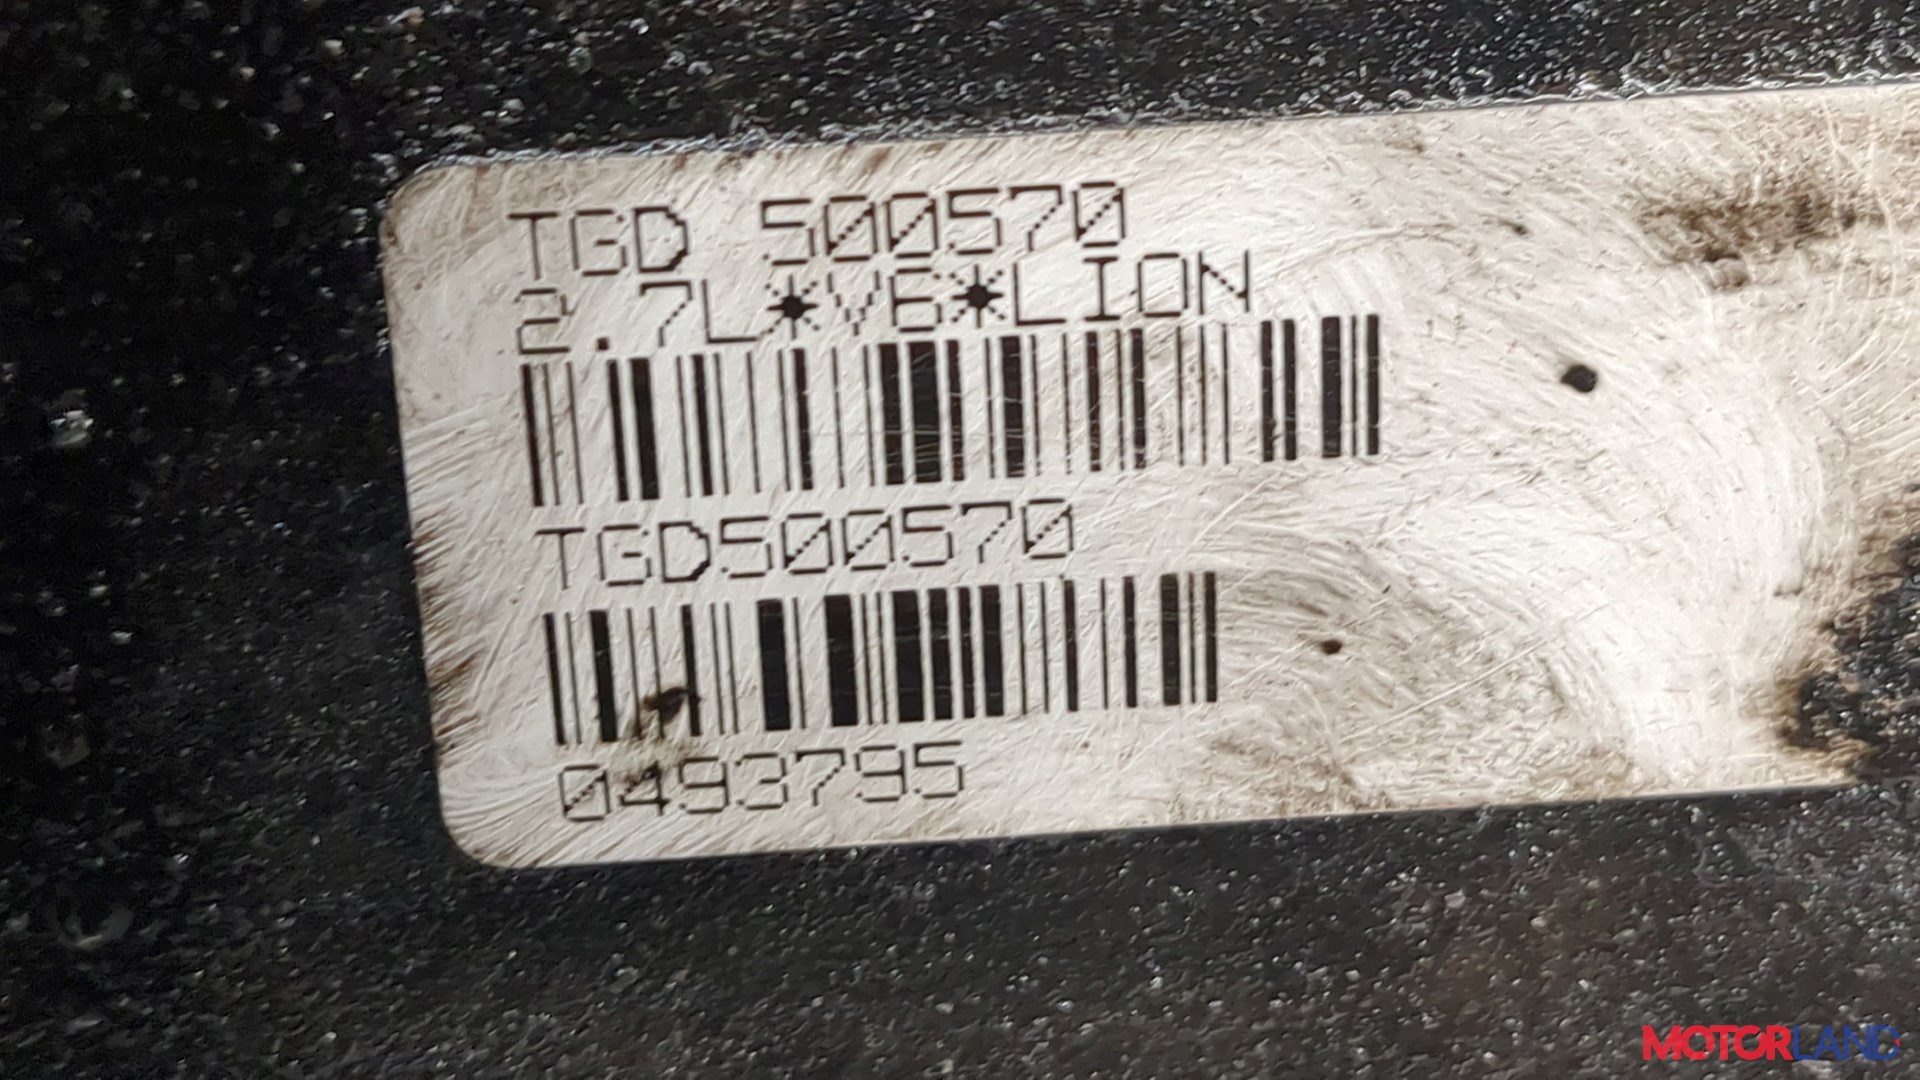 TGD 500570
2.7L*V6*LION
TGD500570
0493795
MOTORLAND